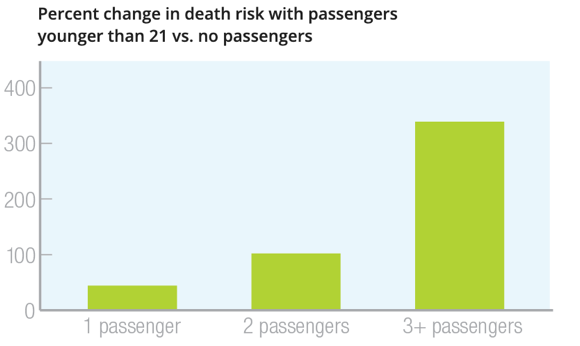 Percent change in death risk with passengers
younger than 21 vs. no passengers
400
300
200
100
0
1 passenger
2 passengers
3+ passengers